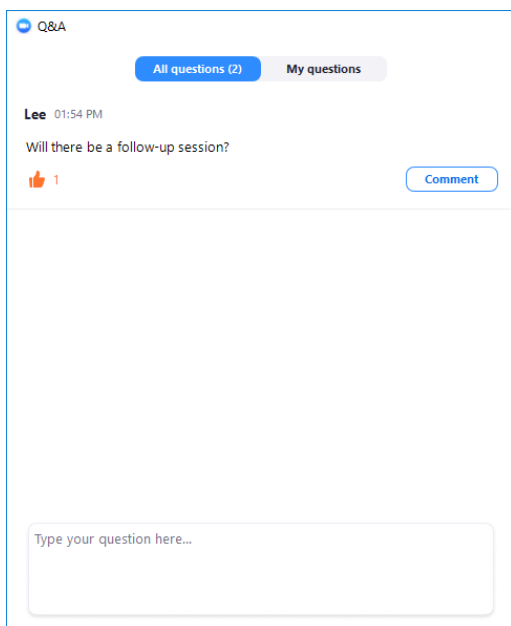 Q&A
All questions (2) My questions
Lee 01:54 PM
Will there be a follow-up session?
1 Comment
Type your question here...